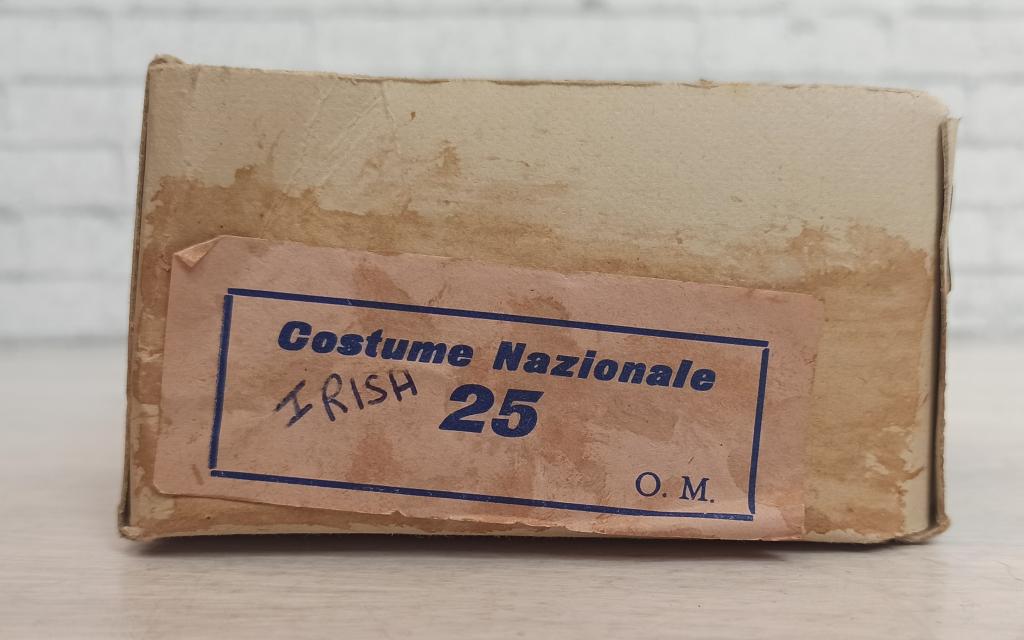 Costume Nazionale
IRISH 25
O. M.